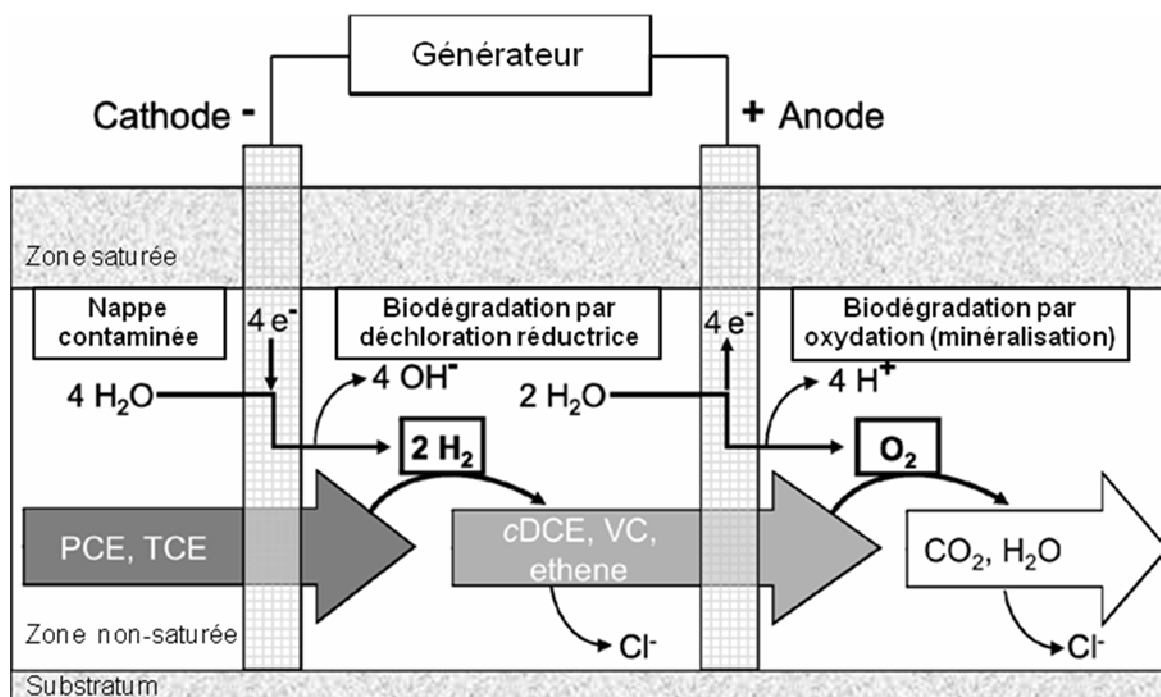 Générateur
Cathode -
+ Anode
Zone saturée
Nappe
contaminée
4 e⁻
Biodégradation par
déchloration réductrice
4 e⁻
Biodégradation par
oxydation (minéralisation)
4 H₂O
4 OH⁻
2 H₂O
4 H⁺
2 H₂
O₂
PCE, TCE
cDCE, VC,
ethene
CO₂, H₂O
Zone non-saturée
Cl⁻
Cl⁻
Substratum